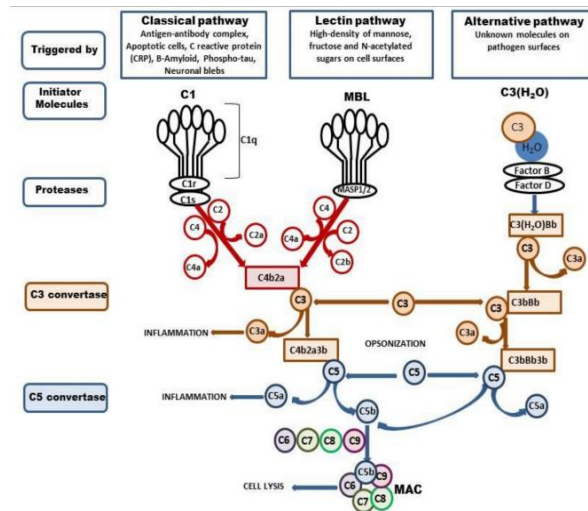 Classical pathway
Antigen-antibody complex,
Apoptotic cells, C reactive protein
(CRP), B-Amyloid, Phospho-tau,
Neuronal blebs
Lectin pathway
High-density of mannose,
fructose and N-acetylated
sugars on cell surfaces
Alternative pathway
Unknown molecules on
pathogen surfaces
Triggered by
Initiator
Molecules
C1
MBL
C3(H₂O)
C1q
C3
H₂O
Proteases
C1r
C1s
MASP1/2
Factor B
Factor D
C4
C2
C2a
C4a
C4
C2
C4a
C2b
C3(H₂O)Bb
C3
C3a
C4b2a
C3 convertase
C3
C3
C3
C3bBb
INFLAMMATION
C3a
C3a
C4b2a3b
OPSONIZATION
C3bBb3b
C5 convertase
C5
C5
C5
INFLAMMATION
C5a
C5b
C5a
C6
C7
C8
C9
C5b
C9
C6
C7
C8
MAC
CELL LYSIS